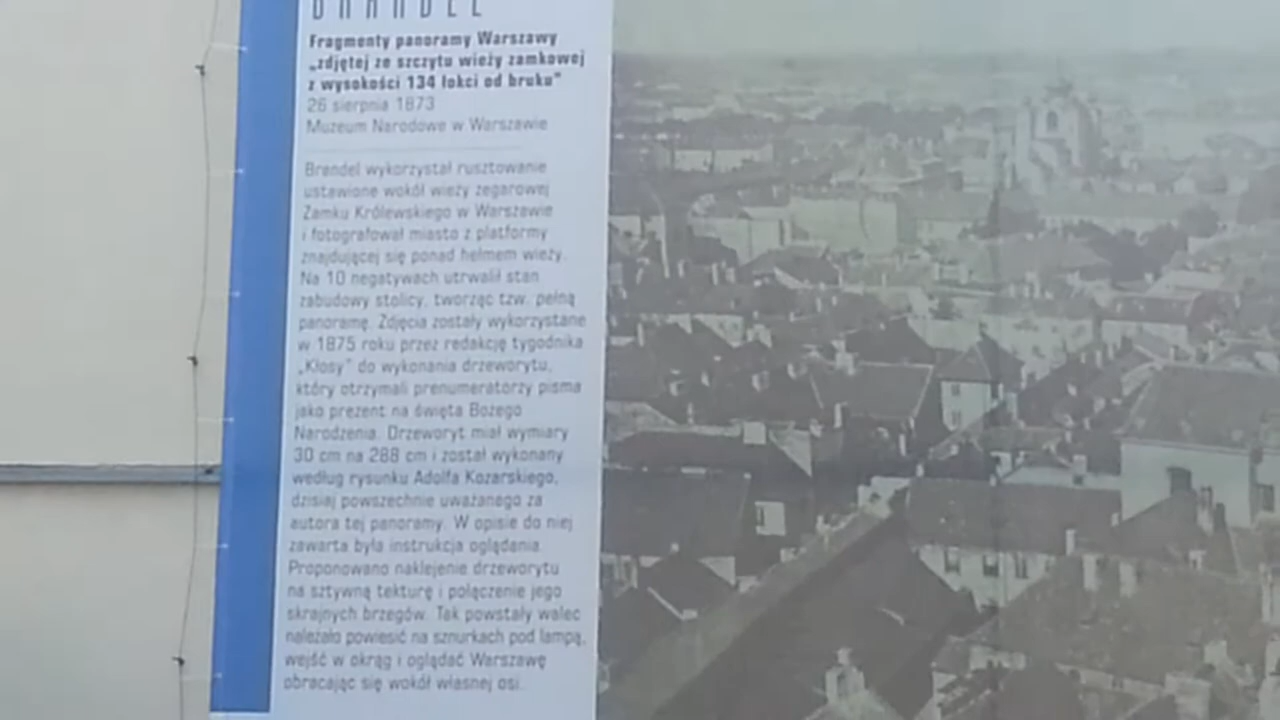 BRANDEL
Fragmenty panoramy Warszawy
„zdjętej ze szczytu wieży zamkowej
z wysokości 134 łokci od bruku”
26 sierpnia 1873
Muzeum Narodowe w Warszawie
Brandel wykorzystał rusztowanie
ustawione wokół wieży zegarowej
Zamku Królewskiego w Warszawie
i fotografował miasto z platformy
znajdującej się ponad hełmem wieży.
Na 10 negatywach utrwalił stan
zabudowy stolicy, tworząc tzw. pełną
panoramę. Zdjęcia zostały wykorzystane
w 1875 roku przez redakcję tygodnika
„Kłosy” do wykonania drzeworytu,
który otrzymali prenumeratorzy pisma
jako prezent na święta Bożego
Narodzenia. Drzeworyt miał wymiary
30 cm na 288 cm i został wykonany
według rysunku Adolfa Kozarskiego,
dzisiaj powszechnie uważanego za
autora tej panoramy. W opisie do niej
zawarta była instrukcja oglądania.
Proponowano naklejenie drzeworytu
na sztywną tekturę i połączenie jego
skrajnych brzegów. Tak powstały walec
należało powiesić na sznurkach pod lampą,
wejść w okrąg i oglądać Warszawę
obracając się wokół własnej osi.